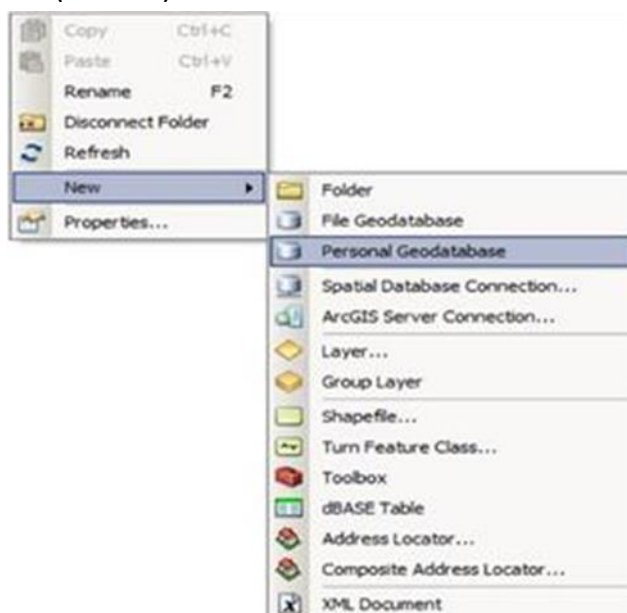 Copy Ctrl+C
Paste Ctrl+V
Rename F2
Disconnect Folder
Refresh
New
Properties...
Folder
File Geodatabase
Personal Geodatabase
Spatial Database Connection...
ArcGIS Server Connection...
Layer...
Group Layer
Shapefile...
Turn Feature Class...
Toolbox
dBASE Table
Address Locator...
Composite Address Locator...
XML Document